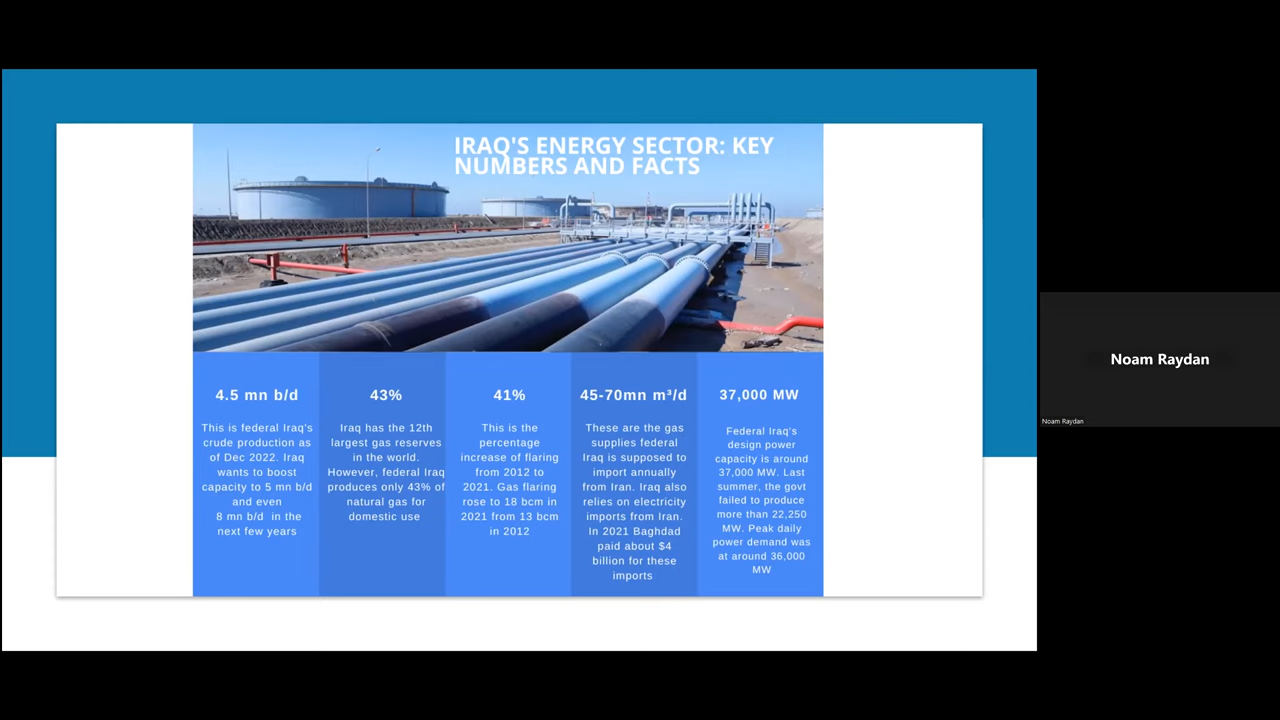 IRAQ'S ENERGY SECTOR: KEY
NUMBERS AND FACTS
4.5 mn b/d
This is federal Iraq's
crude production as
of Dec 2022. Iraq
wants to boost
capacity to 5 mn b/d
and even
8 mn b/d in the
next few years
43%
Iraq has the 12th
largest gas reserves
in the world.
However, federal Iraq
produces only 43% of
natural gas for
domestic use
41%
This is the
percentage
increase of flaring
from 2012 to
2021. Gas flaring
rose to 18 bcm in
2021 from 13 bcm
in 2012
45-70mn m³/d
These are the gas
supplies federal
Iraq is supposed to
import annually
from Iran. Iraq also
relies on electricity
imports from Iran.
In 2021 Baghdad
paid about $4
billion for these
imports
37,000 MW
Federal Iraq's
design power
capacity is around
37,000 MW. Last
summer, the govt
failed to produce
more than 22,250
MW. Peak daily
power demand was
at around 36,000
MW
Noam Raydan
Noam Raydan